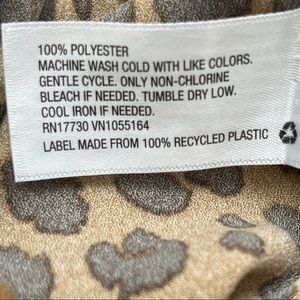 100% POLYESTER
MACHINE WASH COLD WITH LIKE COLORS.
GENTLE CYCLE. ONLY NON-CHLORINE
BLEACH IF NEEDED. TUMBLE DRY LOW.
COOL IRON IF NEEDED.
RN17730 VN1055164
LABEL MADE FROM 100% RECYCLED PLASTIC